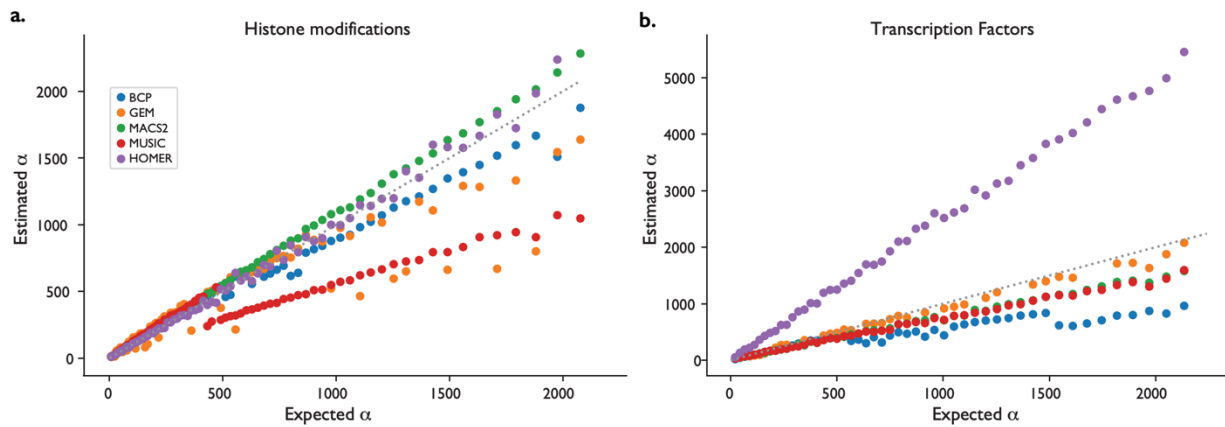 a.
Histone modifications
2000
1500
1000
500
0
Estimated α
BCP
GEM
MACS2
MUSIC
HOMER
0 500 1000 1500 2000
Expected α
b.
Transcription Factors
5000
4000
3000
2000
1000
0
Estimated α
0 500 1000 1500 2000
Expected α